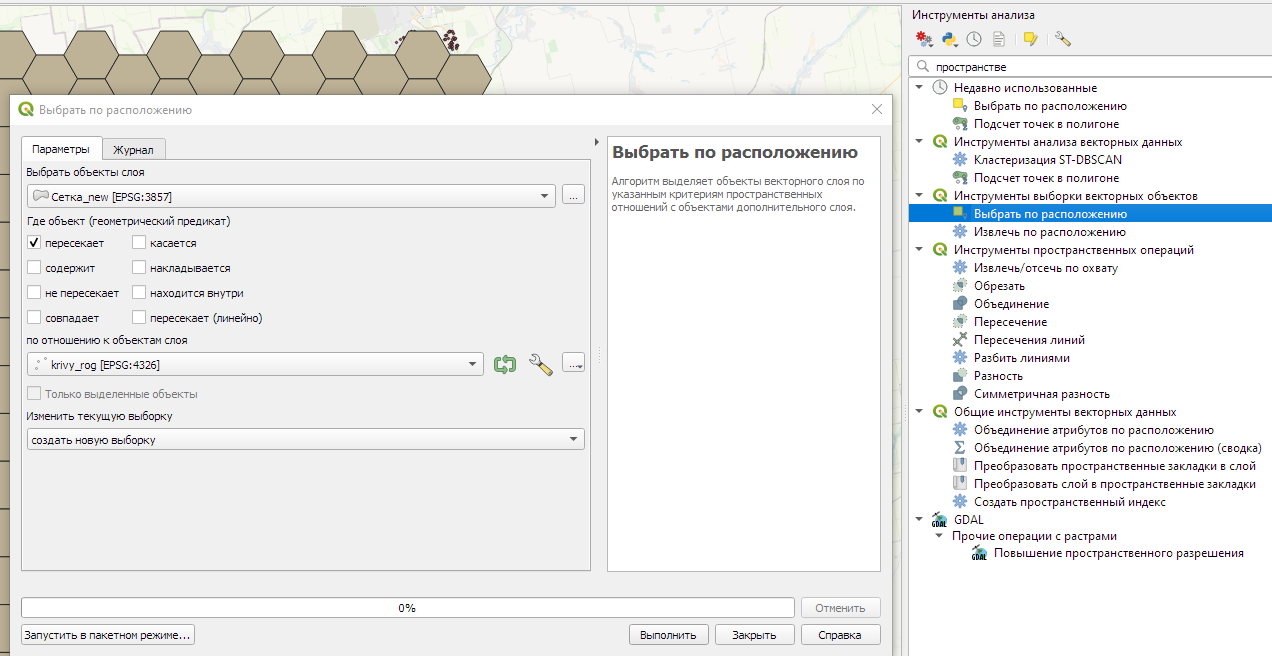 Выбрать по расположению
Параметры
Журнал
Выбрать объекты слоя
Сетка_new [EPSG:3857]
...
Где объект (геометрический предикат)
пересекает
касается
содержит
накладывается
не пересекает
находится внутри
совпадает
пересекает (линейно)
по отношению к объектам слоя
krivy_rog [EPSG:4326]
...
Только выделенные объекты
Изменить текущую выборку
создать новую выборку
Выбрать по расположению
Алгоритм выделяет объекты векторного слоя по
указанным критериям пространственных
отношений с объектами дополнительного слоя.
0%
Отменить
Запустить в пакетном режиме...
Выполнить
Закрыть
Справка
Инструменты анализа
пространстве
Недавно использованные
Выбрать по расположению
Подсчет точек в полигоне
Инструменты анализа векторных данных
Кластеризация ST-DBSCAN
Подсчет точек в полигоне
Инструменты выборки векторных объектов
Выбрать по расположению
Извлечь по расположению
Инструменты пространственных операций
Извлечь/отсечь по охвату
Обрезать
Объединение
Пересечение
Пересечения линий
Разбить линиями
Разность
Симметричная разность
Общие инструменты векторных данных
Объединение атрибутов по расположению
Объединение атрибутов по расположению (сводка)
Преобразовать пространственные закладки в слой
Преобразовать слой в пространственные закладки
Создать пространственный индекс
GDAL
GDAL
Прочие операции с растрами
GDAL
Повышение пространственного разрешения